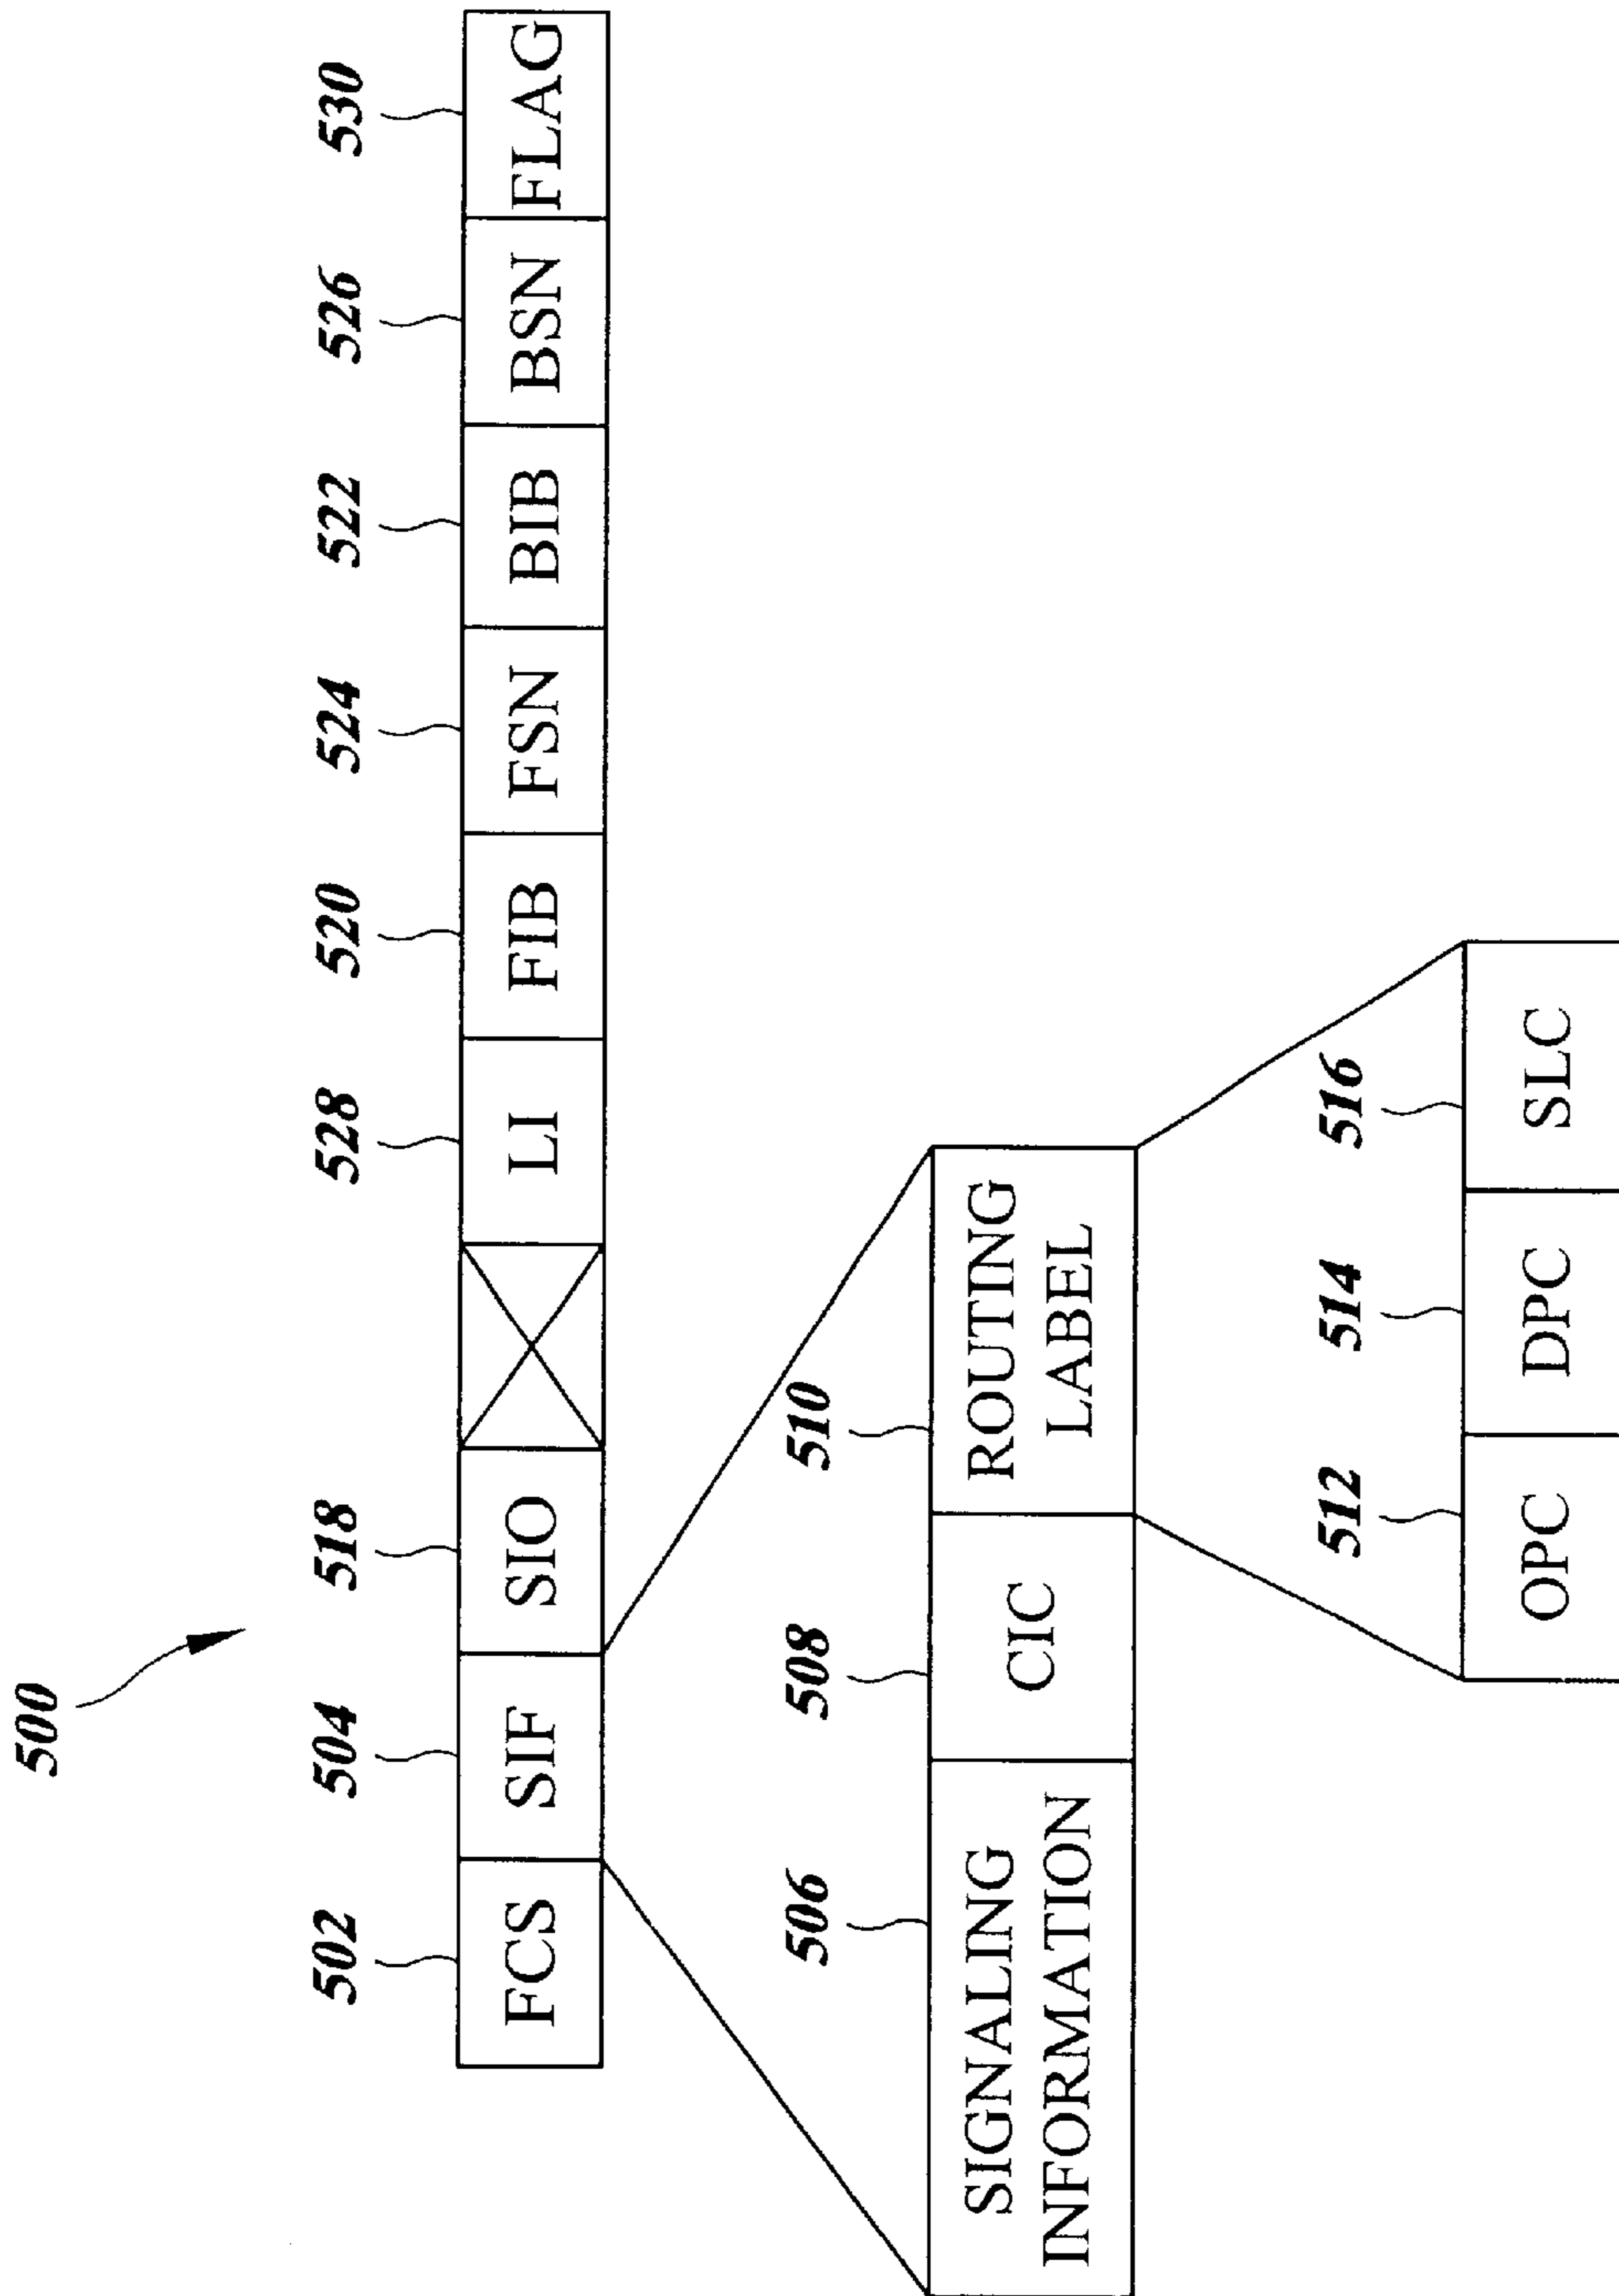 500
502 504 518 528 520 524 522 526 530
FCS SIF SIO LI FIB FSN BIB BSN FLAG
506 508 510
SIGNALING
INFORMATION
CIC
ROUTING
LABEL
512 514 516
OPC DPC SLC